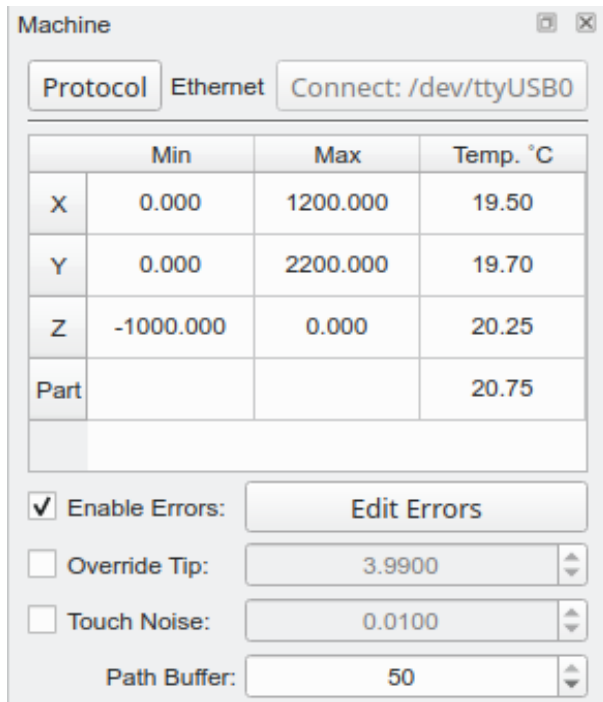 Machine
Protocol Ethernet Connect: /dev/ttyUSB0
Min Max Temp. °C
X 0.000 1200.000 19.50
Y 0.000 2200.000 19.70
Z -1000.000 0.000 20.25
Part 20.75
Enable Errors: Edit Errors
Override Tip: 3.9900
Touch Noise: 0.0100
Path Buffer: 50